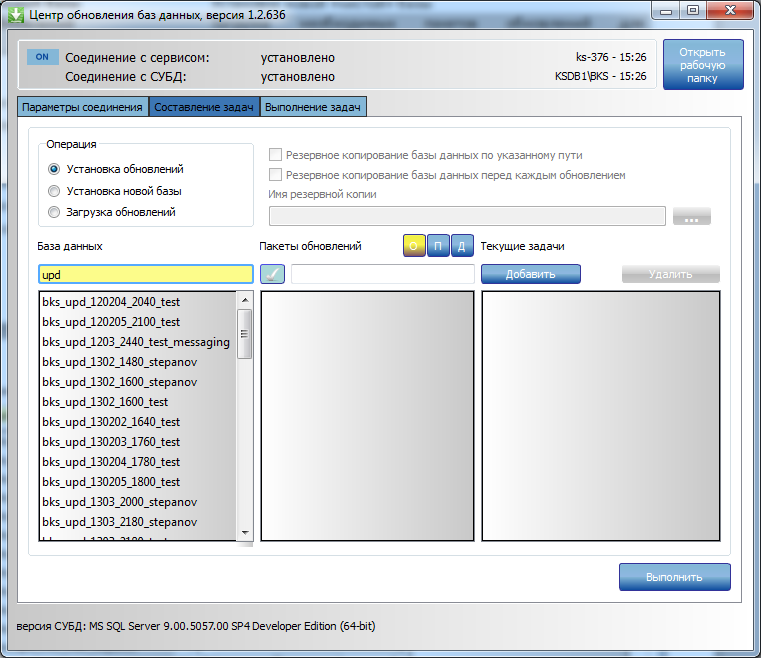 Центр обновления баз данных, версия 1.2.636
ON Соединение с сервисом: установлено ks-376 - 15:26
Соединение с СУБД: установлено KSDB1\BKS - 15:26
Открыть
рабочую
папку
Параметры соединения Составление задач Выполнение задач
Операция
Установка обновлений
Установка новой базы
Загрузка обновлений
Резервное копирование базы данных по указанному пути
Резервное копирование базы данных перед каждым обновлением
Имя резервной копии
...
База данных Пакеты обновлений О П Д Текущие задачи
upd Добавить Удалить
bks_upd_120204_2040_test
bks_upd_120205_2100_test
bks_upd_1203_2440_test_messaging
bks_upd_1302_1480_stepanov
bks_upd_1302_1600_stepanov
bks_upd_1302_1600_test
bks_upd_130202_1640_test
bks_upd_130203_1760_test
bks_upd_130204_1780_test
bks_upd_130205_1800_test
bks_upd_1303_2000_stepanov
bks_upd_1303_2180_stepanov
Выполнить
версия СУБД: MS SQL Server 9.00.5057.00 SP4 Developer Edition (64-bit)